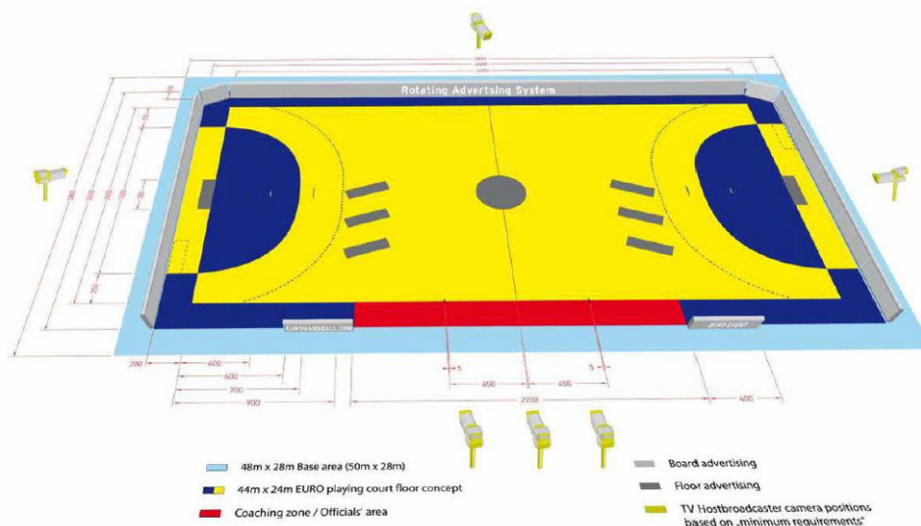 Rotating Advertsing System
EUROHANDBALL.COM
EURO EVENT
200
400
5
5
600
450
450
700
2200
400
900
48m x 28m Base area (50m x 28m)
44m x 24m EURO playing court floor concept
Coaching zone / Officials' area
Board advertising
Floor advertising
TV Hostbroadcaster camera positions
based on „minimum requirements"